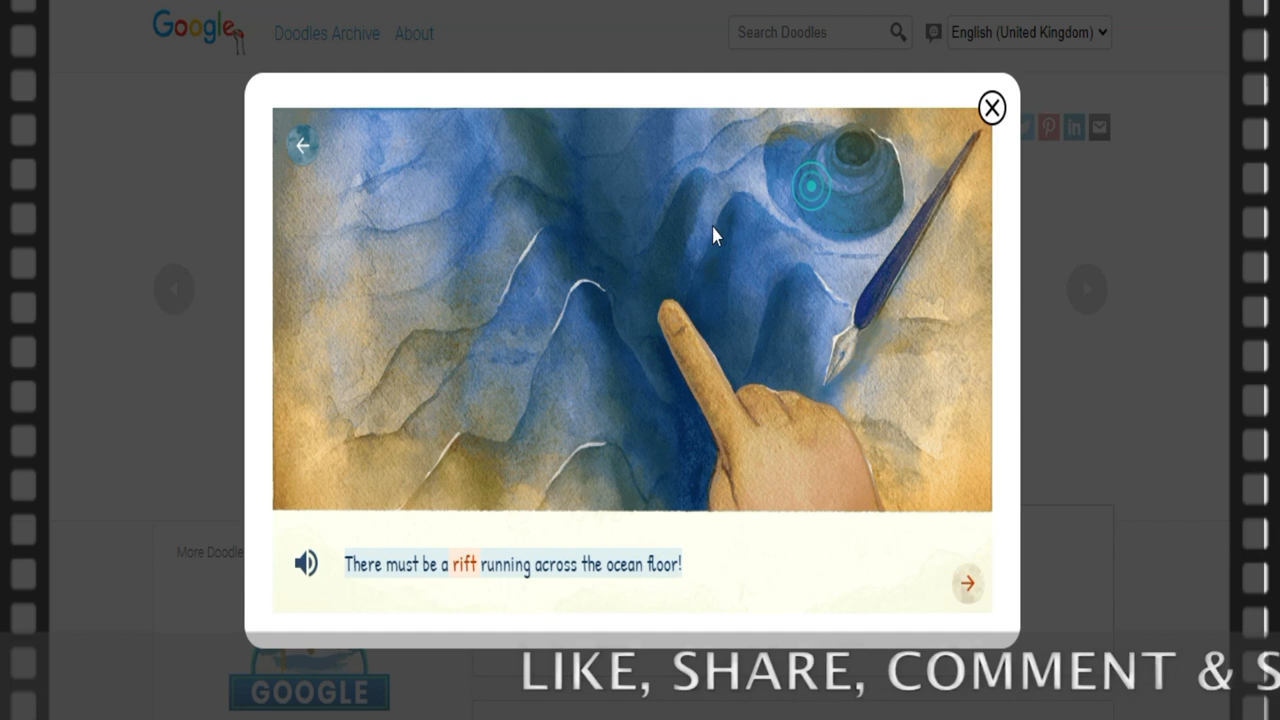 Google
Doodles Archive About
Search Doodles
English (United Kingdom)
There must be a rift running across the ocean floor!
More Doodle
GOOGLE
LIKE, SHARE, COMMENT & S